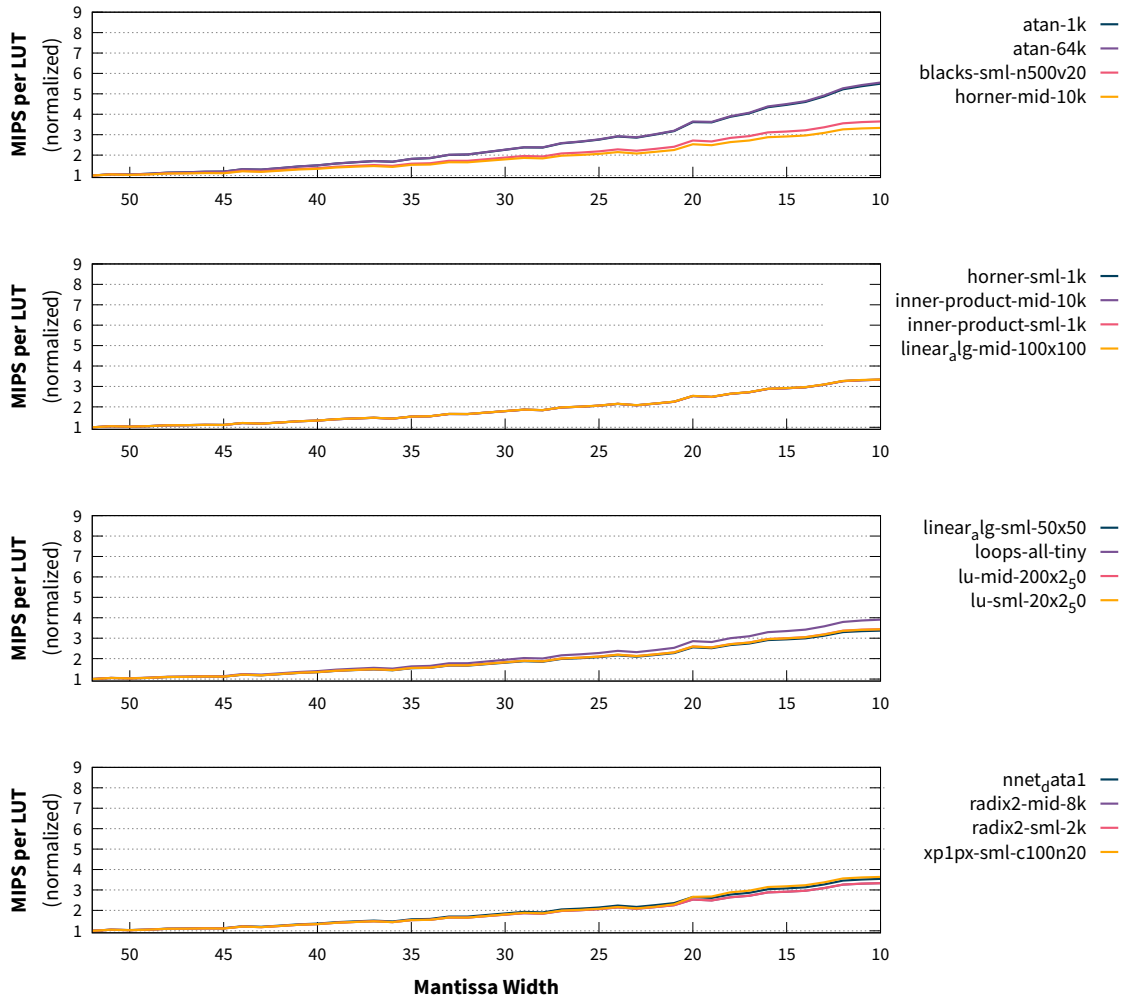 MIPS per LUT
(normalized)
9
8
7
6
5
4
3
2
1
50 45 40 35 30 25 20 15 10
atan-1k
atan-64k
blacks-sml-n500v20
horner-mid-10k
MIPS per LUT
(normalized)
9
8
7
6
5
4
3
2
1
50 45 40 35 30 25 20 15 10
horner-sml-1k
inner-product-mid-10k
inner-product-sml-1k
linearₐlg-mid-100x100
MIPS per LUT
(normalized)
9
8
7
6
5
4
3
2
1
50 45 40 35 30 25 20 15 10
linearₐlg-sml-50x50
loops-all-tiny
lu-mid-200x2₅0
lu-sml-20x2₅0
MIPS per LUT
(normalized)
9
8
7
6
5
4
3
2
1
50 45 40 35 30 25 20 15 10
nnet_data1
radix2-mid-8k
radix2-sml-2k
xp1px-sml-c100n20
Mantissa Width